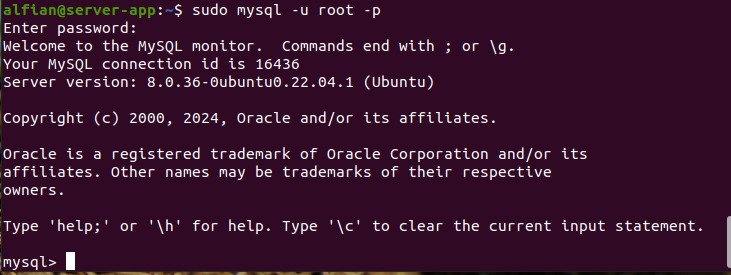 alfian@server-app:~$ sudo mysql -u root -p
Enter password:
Welcome to the MySQL monitor.  Commands end with ; or \g.
Your MySQL connection id is 16436
Server version: 8.0.36-0ubuntu0.22.04.1 (Ubuntu)

Copyright (c) 2000, 2024, Oracle and/or its affiliates.

Oracle is a registered trademark of Oracle Corporation and/or its
affiliates. Other names may be trademarks of their respective
owners.

Type 'help;' or '\h' for help. Type '\c' to clear the current input statement.

mysql>